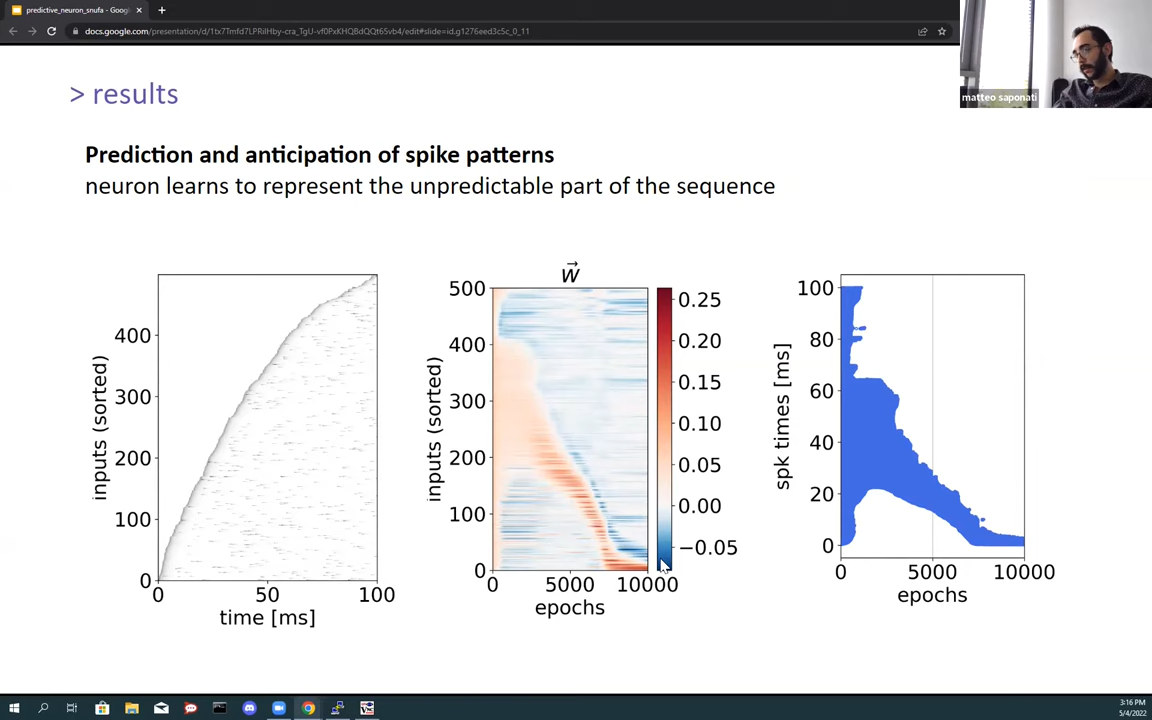 predictive_neuron_snufa - Goog
docs.google.com/presentation/d/1tx7Tmfd7LPRilHby-cra_TgU-vf0PxKHQBdQQt65vb4/edit#slide=id.g1276eed3c5c_0_11
matteo saponati
> results
Prediction and anticipation of spike patterns
neuron learns to represent the unpredictable part of the sequence
inputs (sorted)
400
300
200
100
0
0 50 100
time [ms]
w
inputs (sorted)
500
400
300
200
100
0
0 5000 10000
epochs
0.25
0.20
0.15
0.10
0.05
0.00
−0.05
spk times [ms]
100
80
60
40
20
0
0 5000 10000
epochs
3:16 PM
5/4/2022